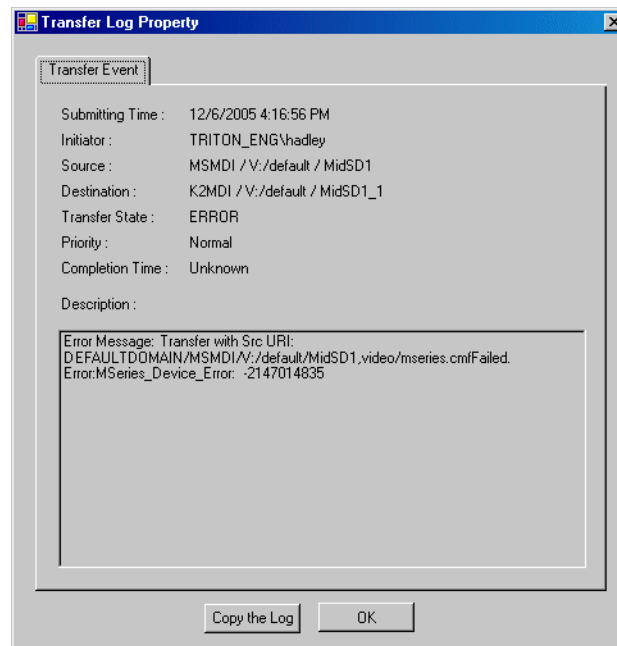 Transfer Log Property
Transfer Event
Submitting Time : 12/6/2005 4:16:56 PM
Initiator : TRITON_ENG\hadley
Source : MSMDI / V:/default / MidSD1
Destination : K2MDI / V:/default / MidSD1_1
Transfer State : ERROR
Priority : Normal
Completion Time : Unknown
Description :
Error Message: Transfer with Src URI:
DEFAULTDOMAIN/MSMDI/V:/default/MidSD1,video/mseries.cmfFailed.
Error:MSeries_Device_Error: -2147014835
Copy the Log
OK